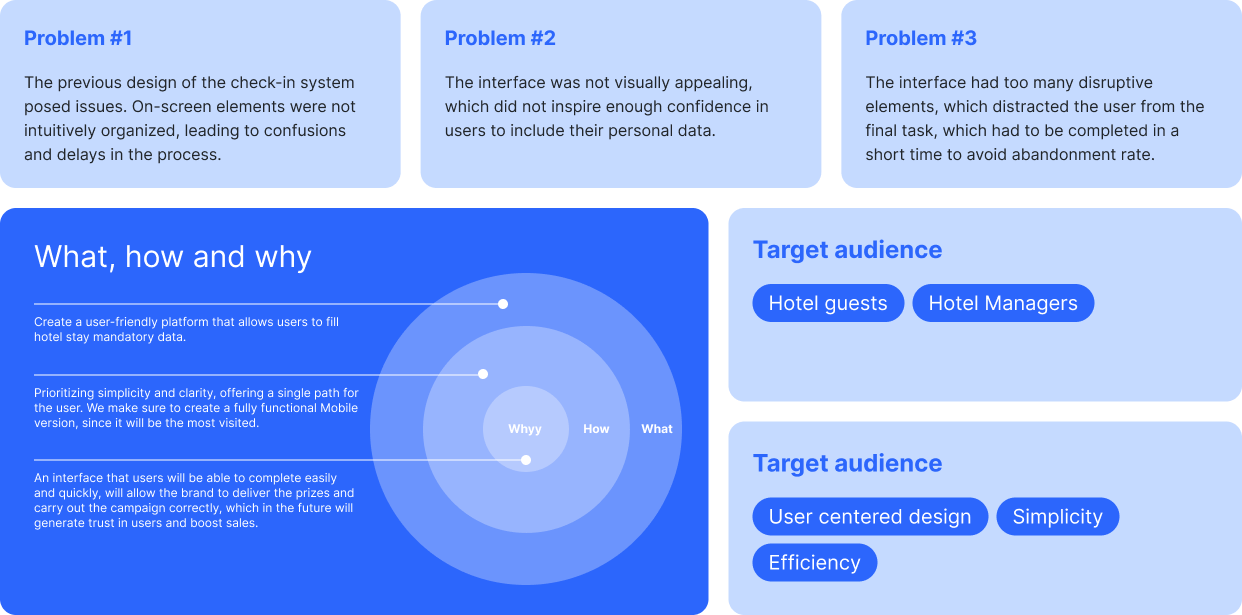 Problem #1
The previous design of the check-in system
posed issues. On-screen elements were not
intuitively organized, leading to confusions
and delays in the process.
Problem #2
The interface was not visually appealing,
which did not inspire enough confidence in
users to include their personal data.
Problem #3
The interface had too many disruptive
elements, which distracted the user from the
final task, which had to be completed in a
short time to avoid abandonment rate.
What, how and why
Create a user-friendly platform that allows users to fill
hotel stay mandatory data.
Prioritizing simplicity and clarity, offering a single path for
the user. We make sure to create a fully functional Mobile
version, since it will be the most visited.
An interface that users will be able to complete easily
and quickly, will allow the brand to deliver the prizes and
carry out the campaign correctly, which in the future will
generate trust in users and boost sales.
Whyy How What
Target audience
Hotel guests Hotel Managers
Target audience
User centered design Simplicity
Efficiency